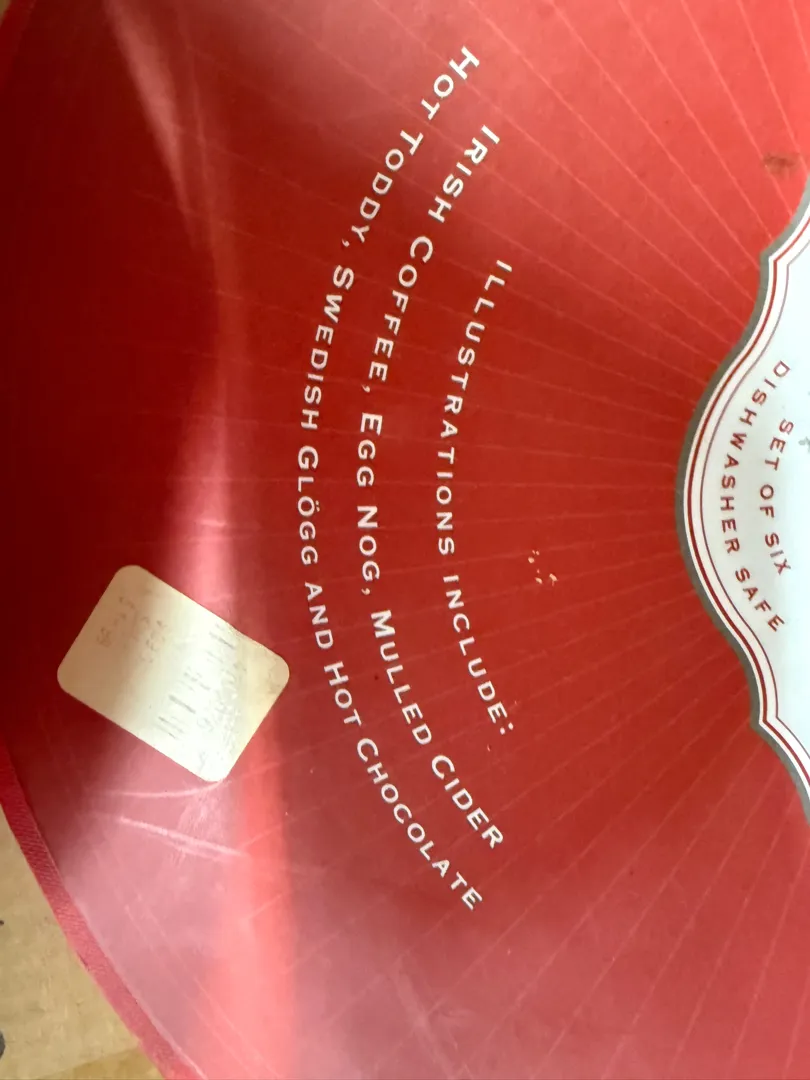 SET OF SIX
DISHWASHER SAFE
ILLUSTRATIONS INCLUDE:
IRISH COFFEE, EGG NOG, MULLED CIDER
HOT TODDY, SWEDISH GLÖGG AND HOT CHOCOLATE